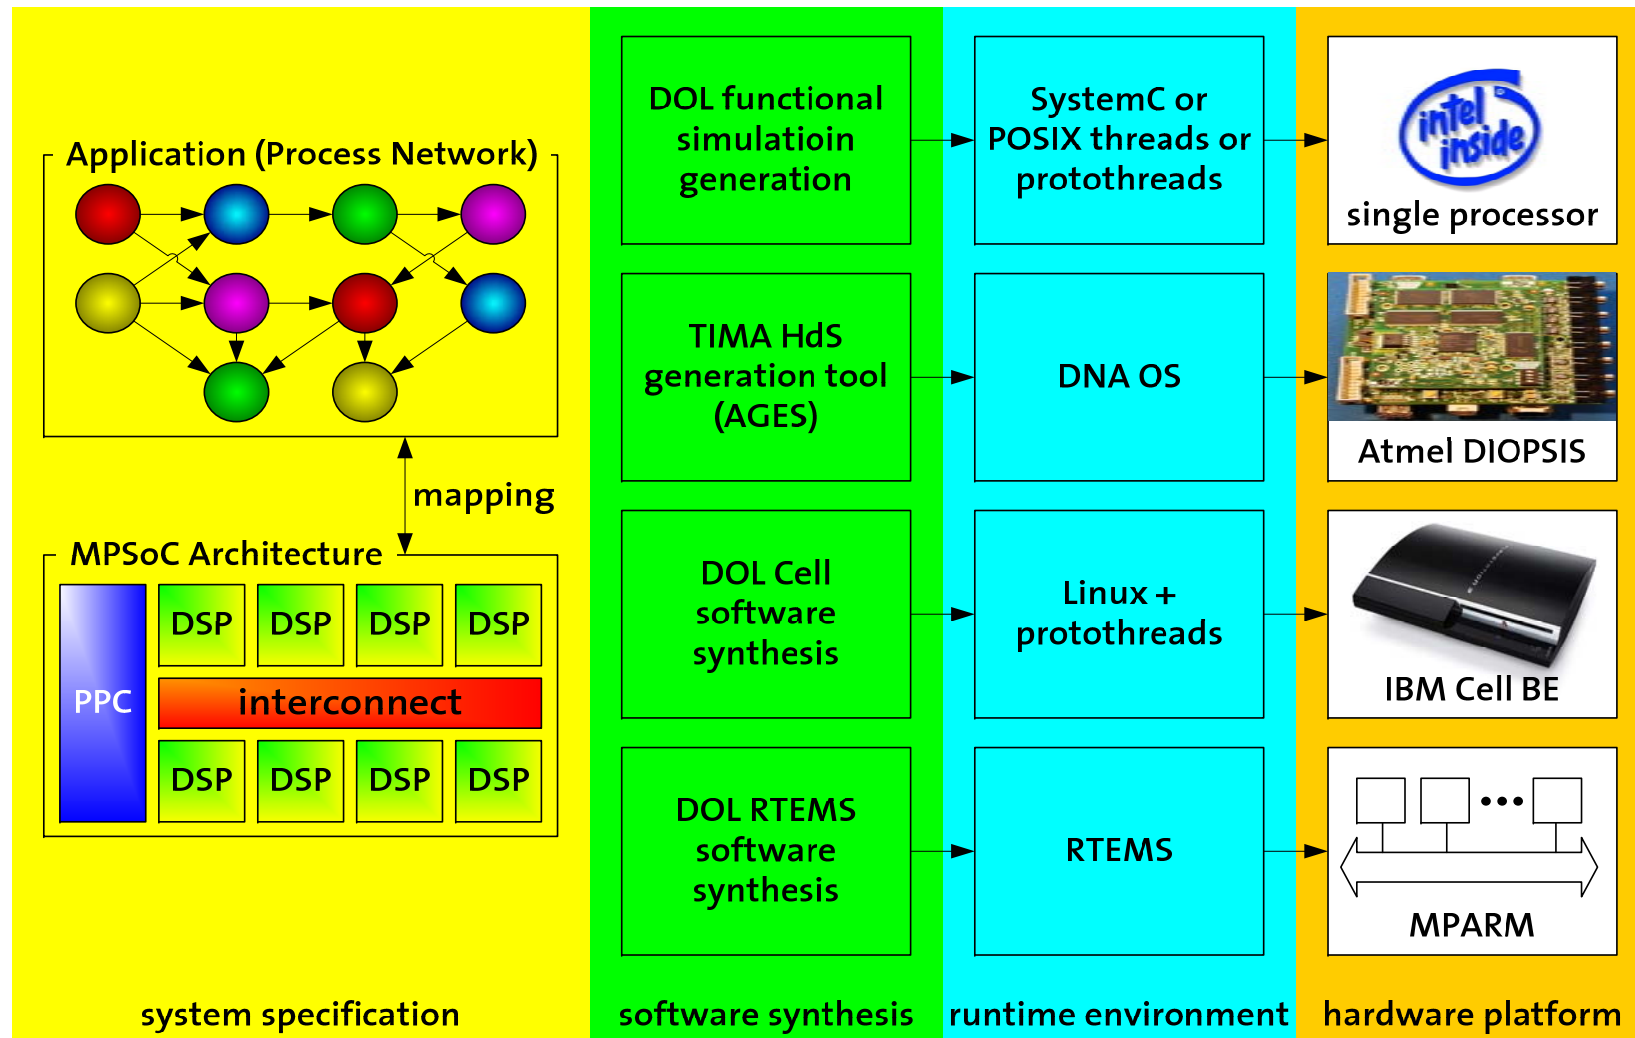 Application (Process Network)
mapping
MPSoC Architecture
PPC
DSP DSP DSP DSP
interconnect
DSP DSP DSP DSP
system specification
DOL functional
simulatioin
generation
TIMA HdS
generation tool
(AGES)
DOL Cell
software
synthesis
DOL RTEMS
software
synthesis
software synthesis
SystemC or
POSIX threads or
protothreads
DNA OS
Linux +
protothreads
RTEMS
runtime environment
intel
inside
single processor
Atmel DIOPSIS
IBM Cell BE
MPARM
hardware platform